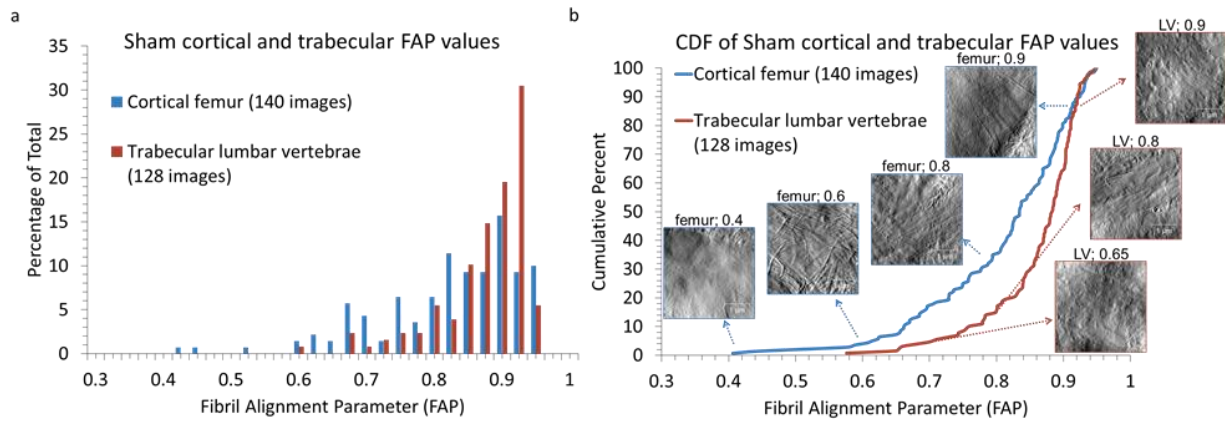 a
Sham cortical and trabecular FAP values
35
30
25
20
15
10
5
0
Percentage of Total
Cortical femur (140 images)
Trabecular lumbar vertebrae
(128 images)
0.3 0.4 0.5 0.6 0.7 0.8 0.9 1
Fibril Alignment Parameter (FAP)
b
CDF of Sham cortical and trabecular FAP values
100
90
80
70
60
50
40
30
20
10
0
Cumulative Percent
Cortical femur (140 images)
Trabecular lumbar vertebrae
(128 images)
femur; 0.4
femur; 0.6
femur; 0.8
femur; 0.9
LV; 0.9
LV; 0.8
LV; 0.65
0.3 0.4 0.5 0.6 0.7 0.8 0.9 1
Fibril Alignment Parameter (FAP)